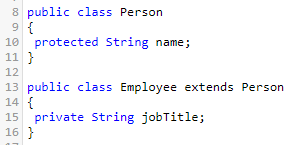 8 public class Person
9 {
10  protected String name;
11 }
12
13 public class Employee extends Person
14 {
15  private String jobTitle;
16 }